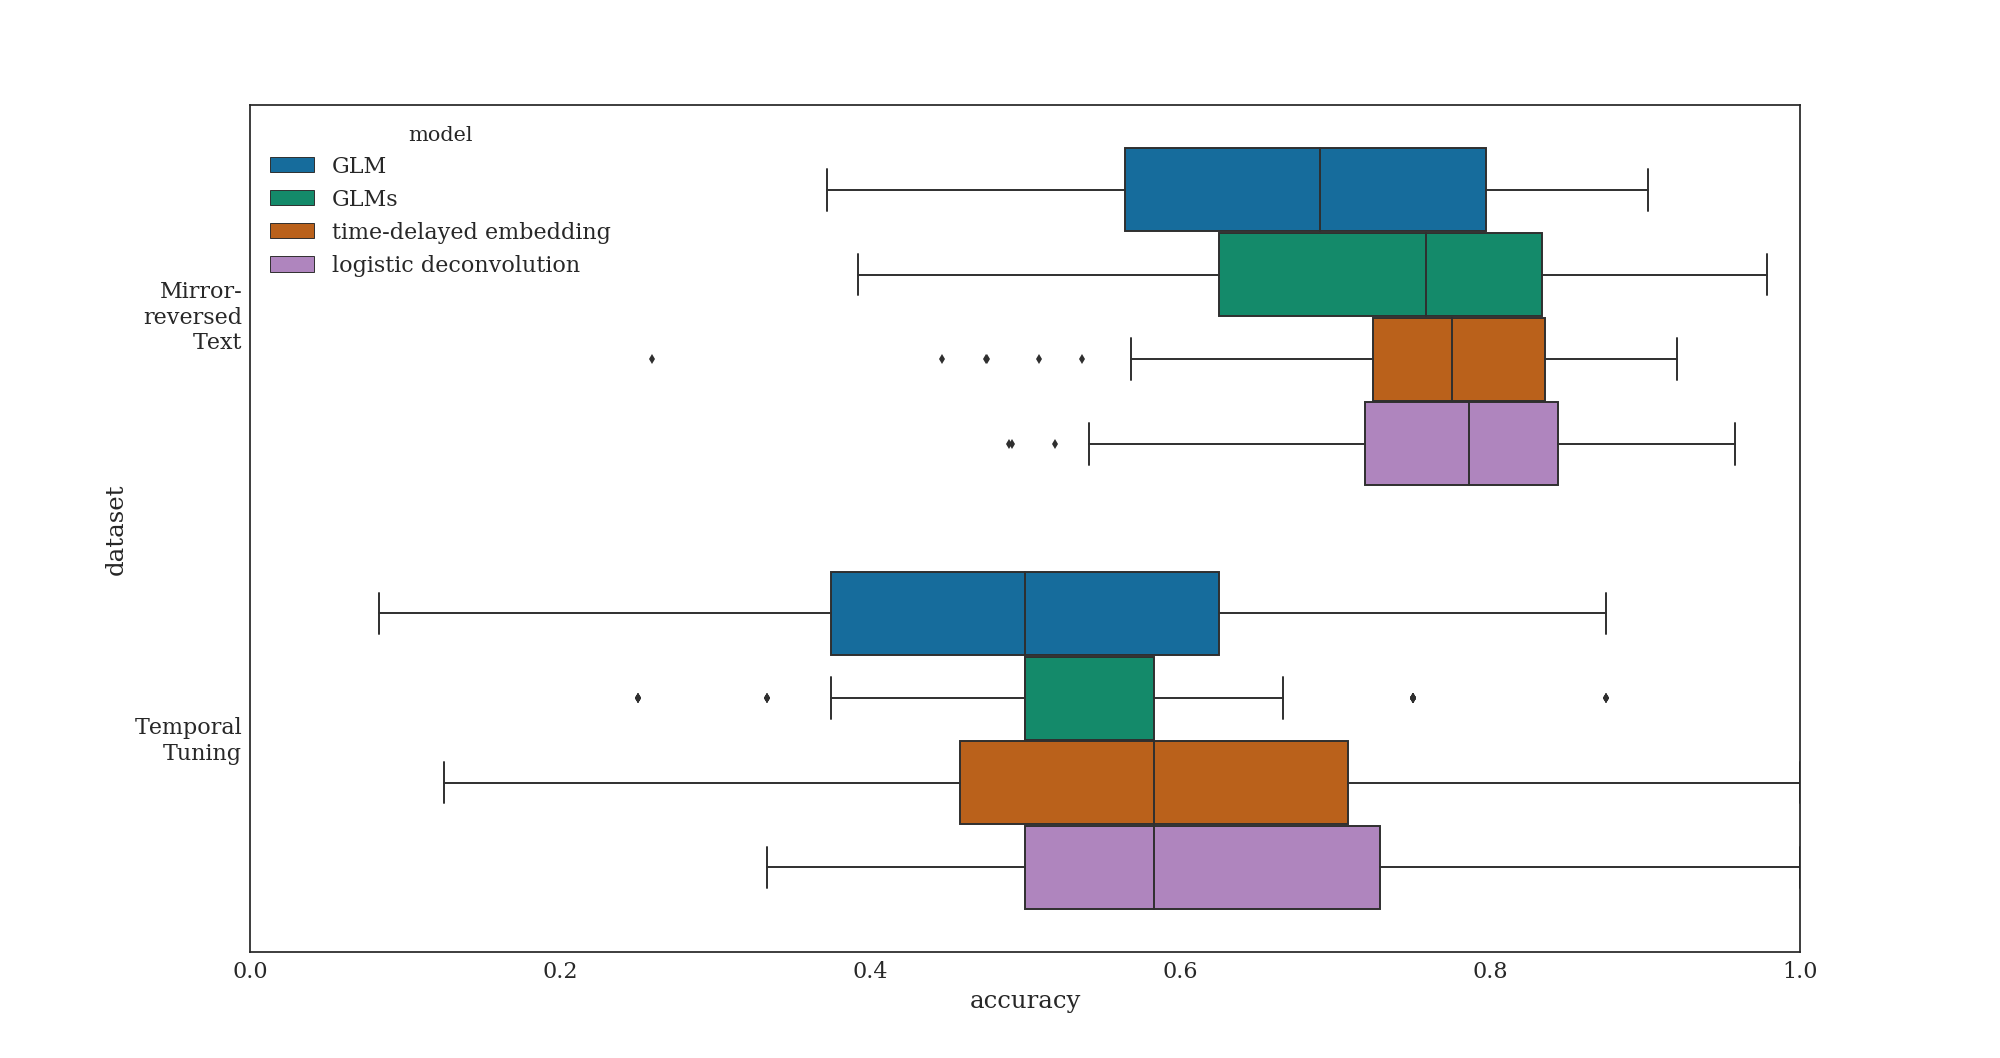 model
GLM
GLMs
time-delayed embedding
logistic deconvolution
Mirror-
reversed
Text
dataset
Temporal
Tuning
0.0 0.2 0.4 0.6 0.8 1.0
accuracy